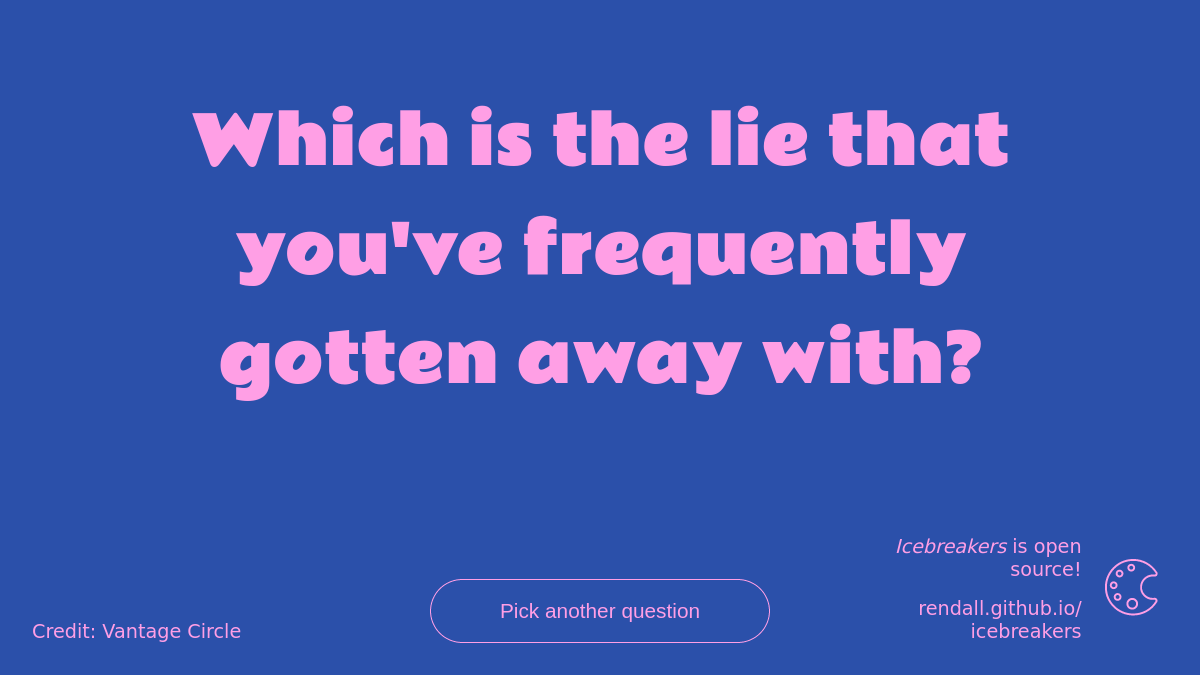 Which is the lie that
you've frequently
gotten away with?
Icebreakers is open
source!
rendall.github.io/
icebreakers
Pick another question
Credit: Vantage Circle